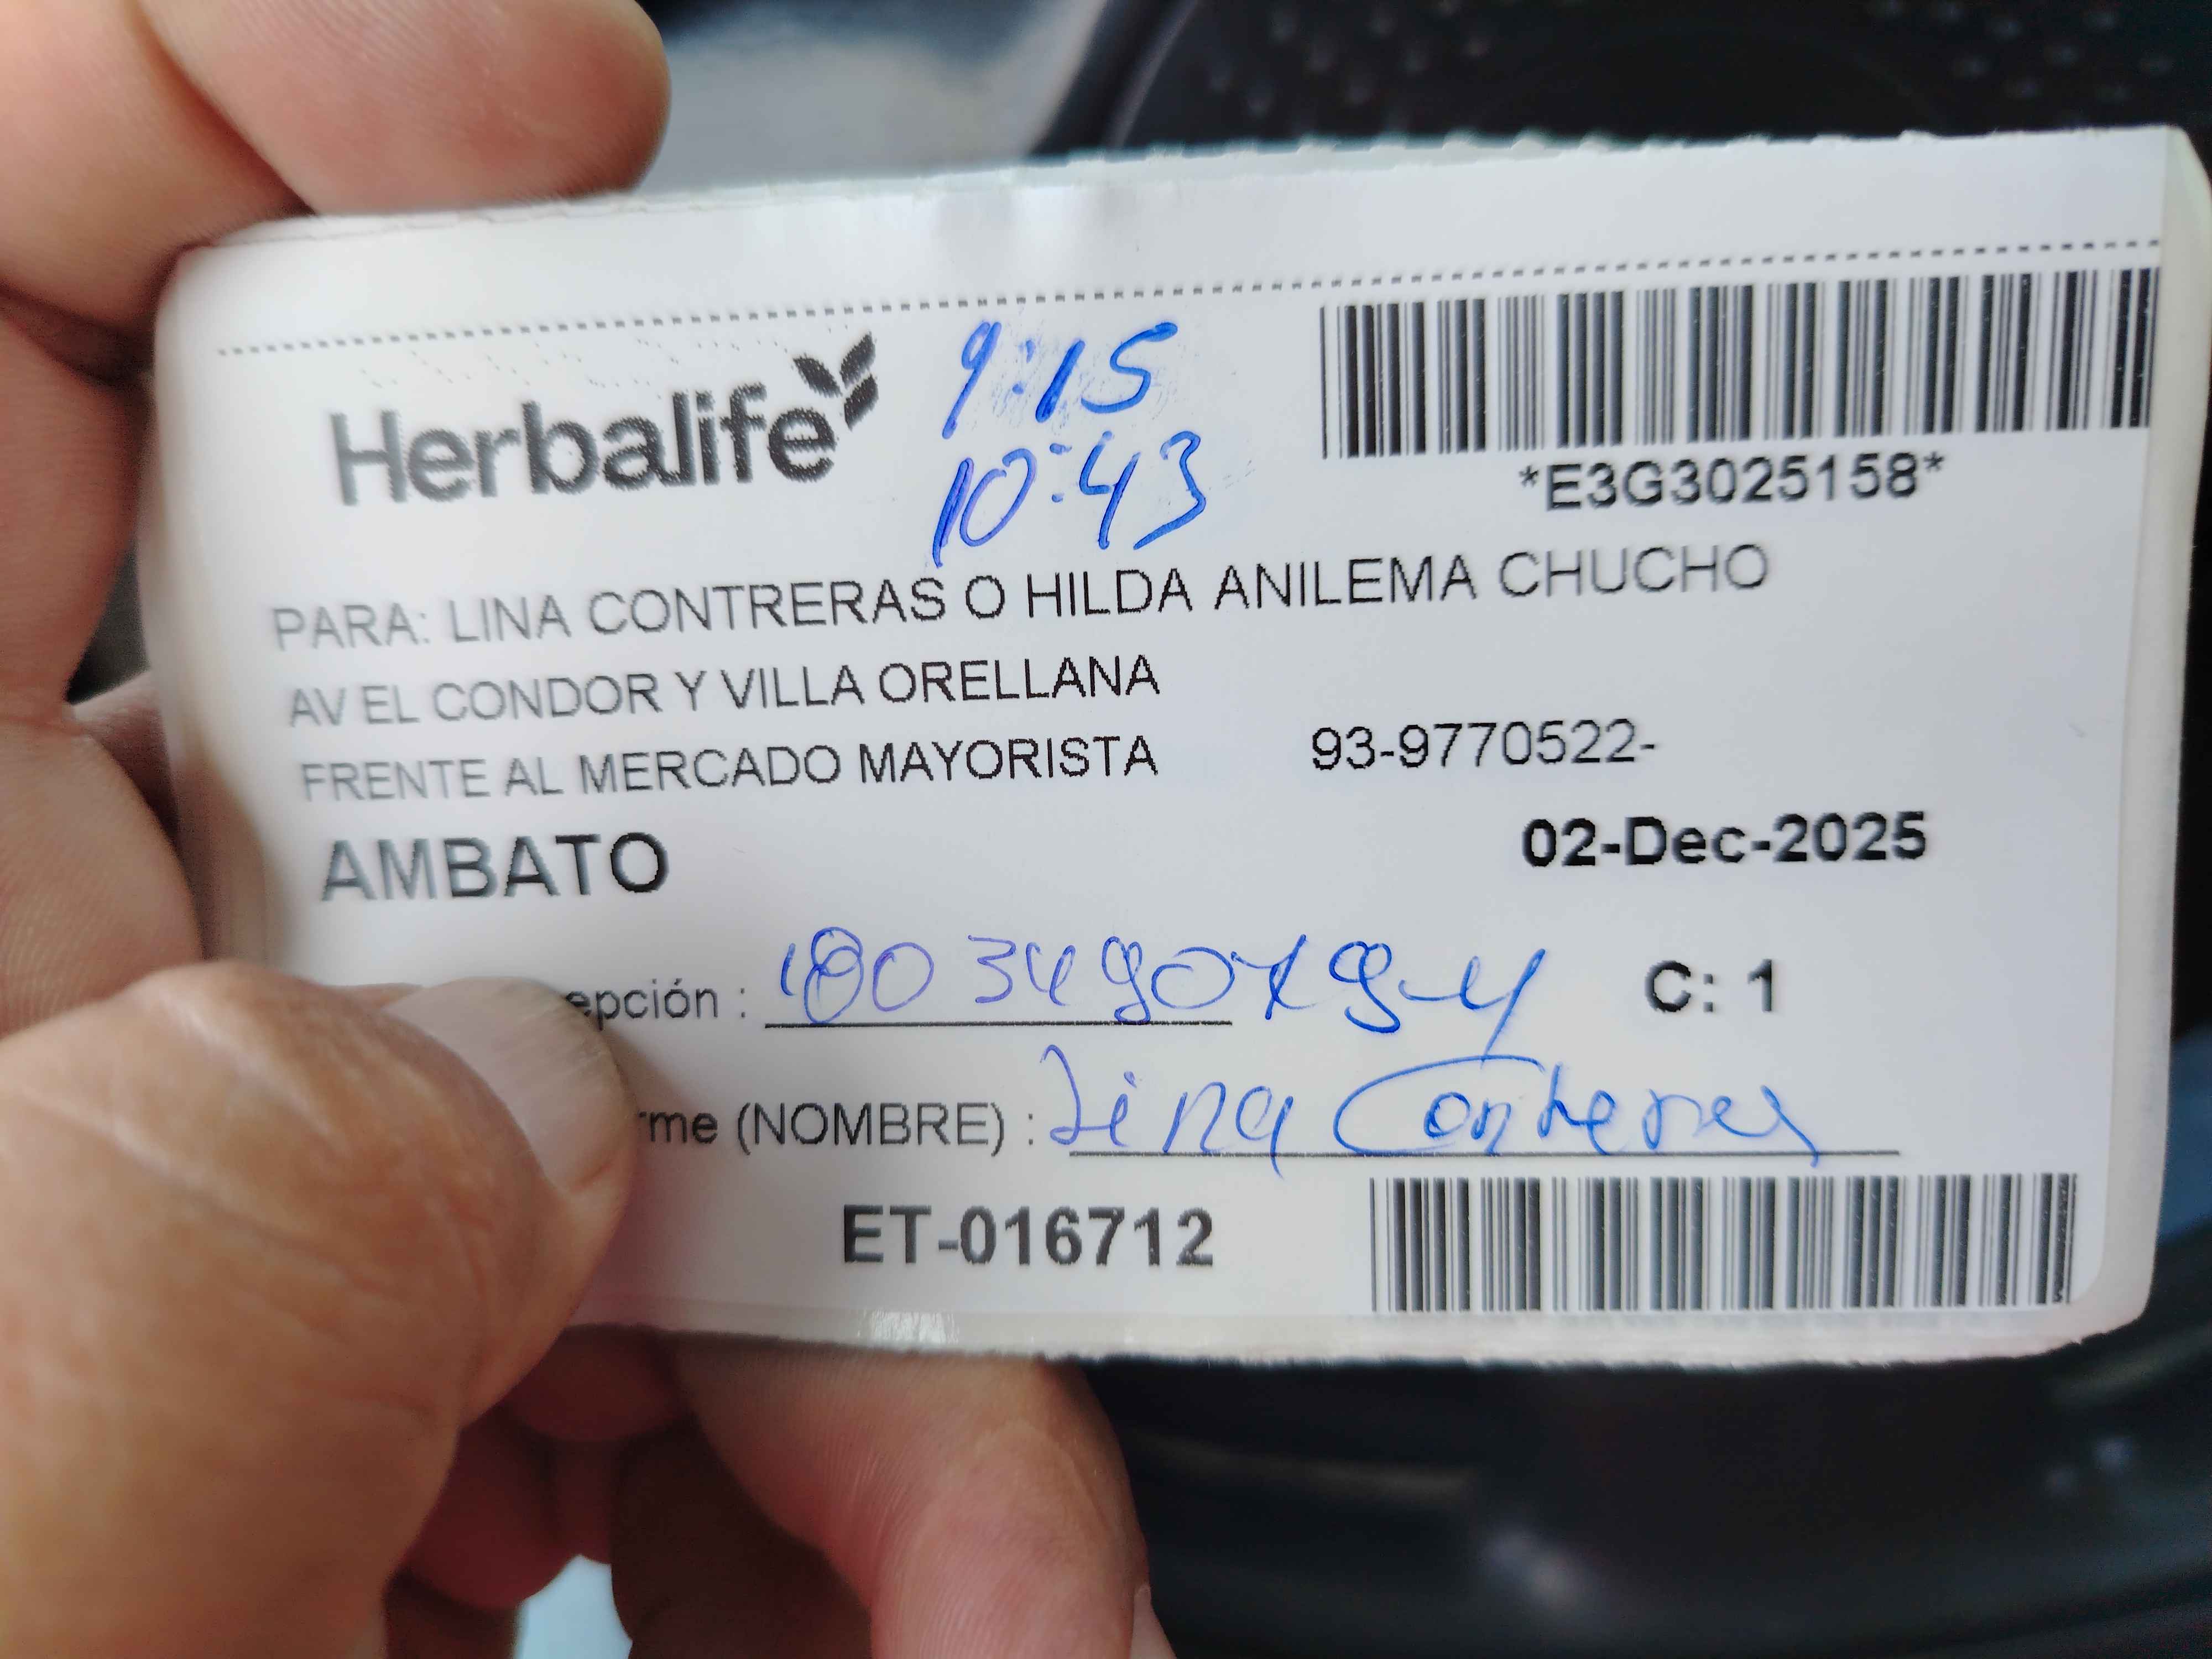 Herbalife
9:15
10:43
*E3G3025158*
PARA: LINA CONTRERAS O HILDA ANILEMA CHUCHO
AV EL CONDOR Y VILLA ORELLANA
FRENTE AL MERCADO MAYORISTA 93-9770522-
AMBATO 02-Dec-2025
epción : C: 1
rme (NOMBRE) : Lina Contreras
ET-016712